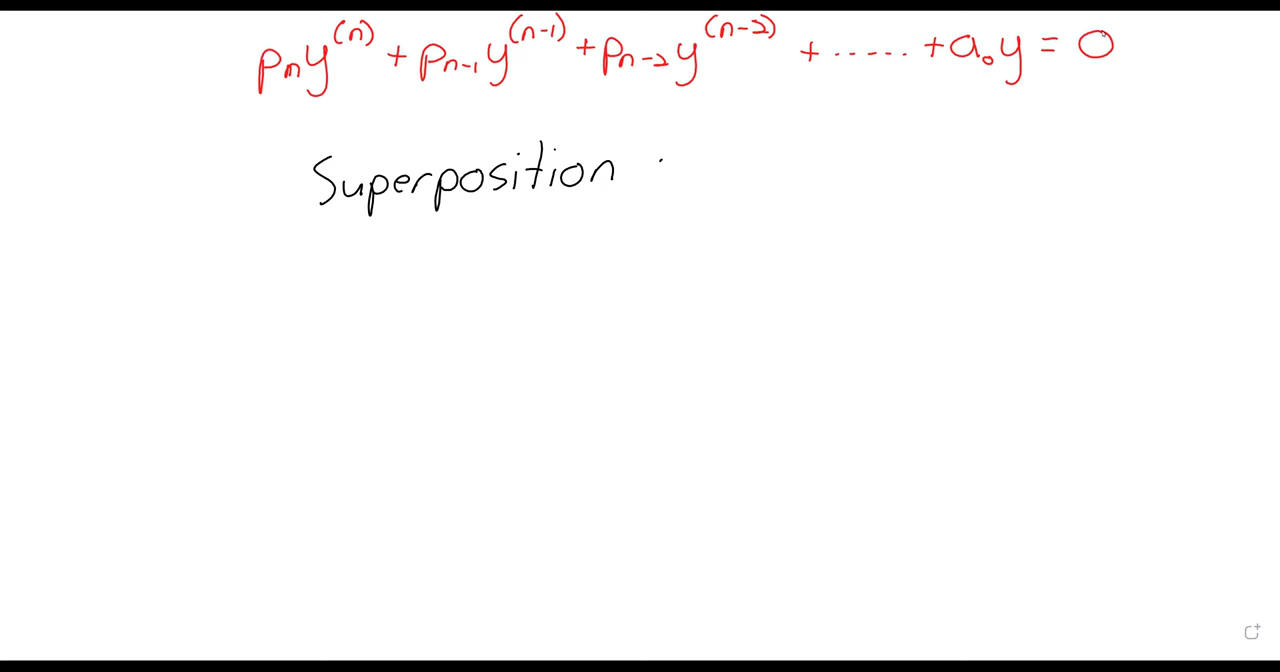 pₙy⁽ⁿ⁾ + pₙ₋₁y⁽ⁿ⁻¹⁾ + pₙ₋₂y⁽ⁿ⁻²⁾ + ...... + a₀y = 0
Superposition